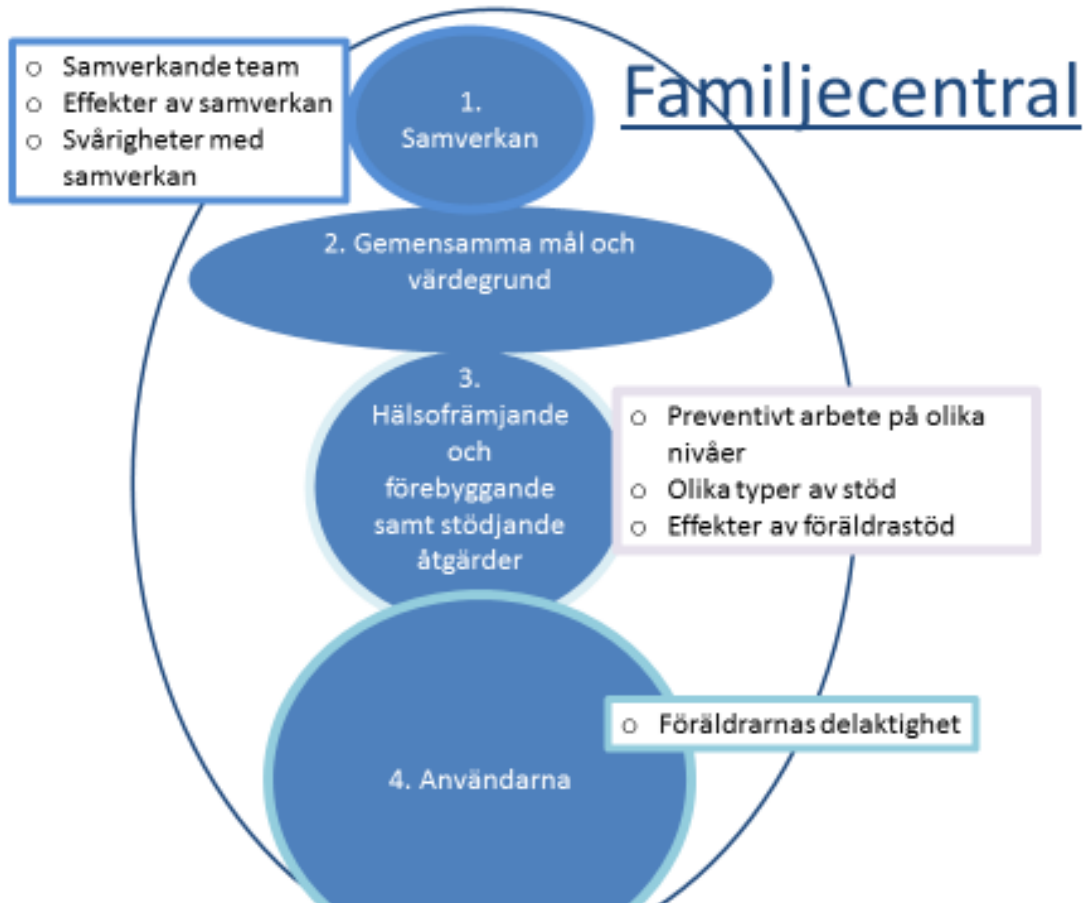 Familjecentral
o Samverkande team
o Effekter av samverkan
o Svårigheter med
samverkan
1.
Samverkan
2. Gemensamma mål och
värdegrund
3.
Hälsofrämjande
och
förebyggande
samt stödjande
åtgärder
o Preventivt arbete på olika
nivåer
o Olika typer av stöd
o Effekter av föräldrastöd
4. Användarna
o Föräldrarnas delaktighet